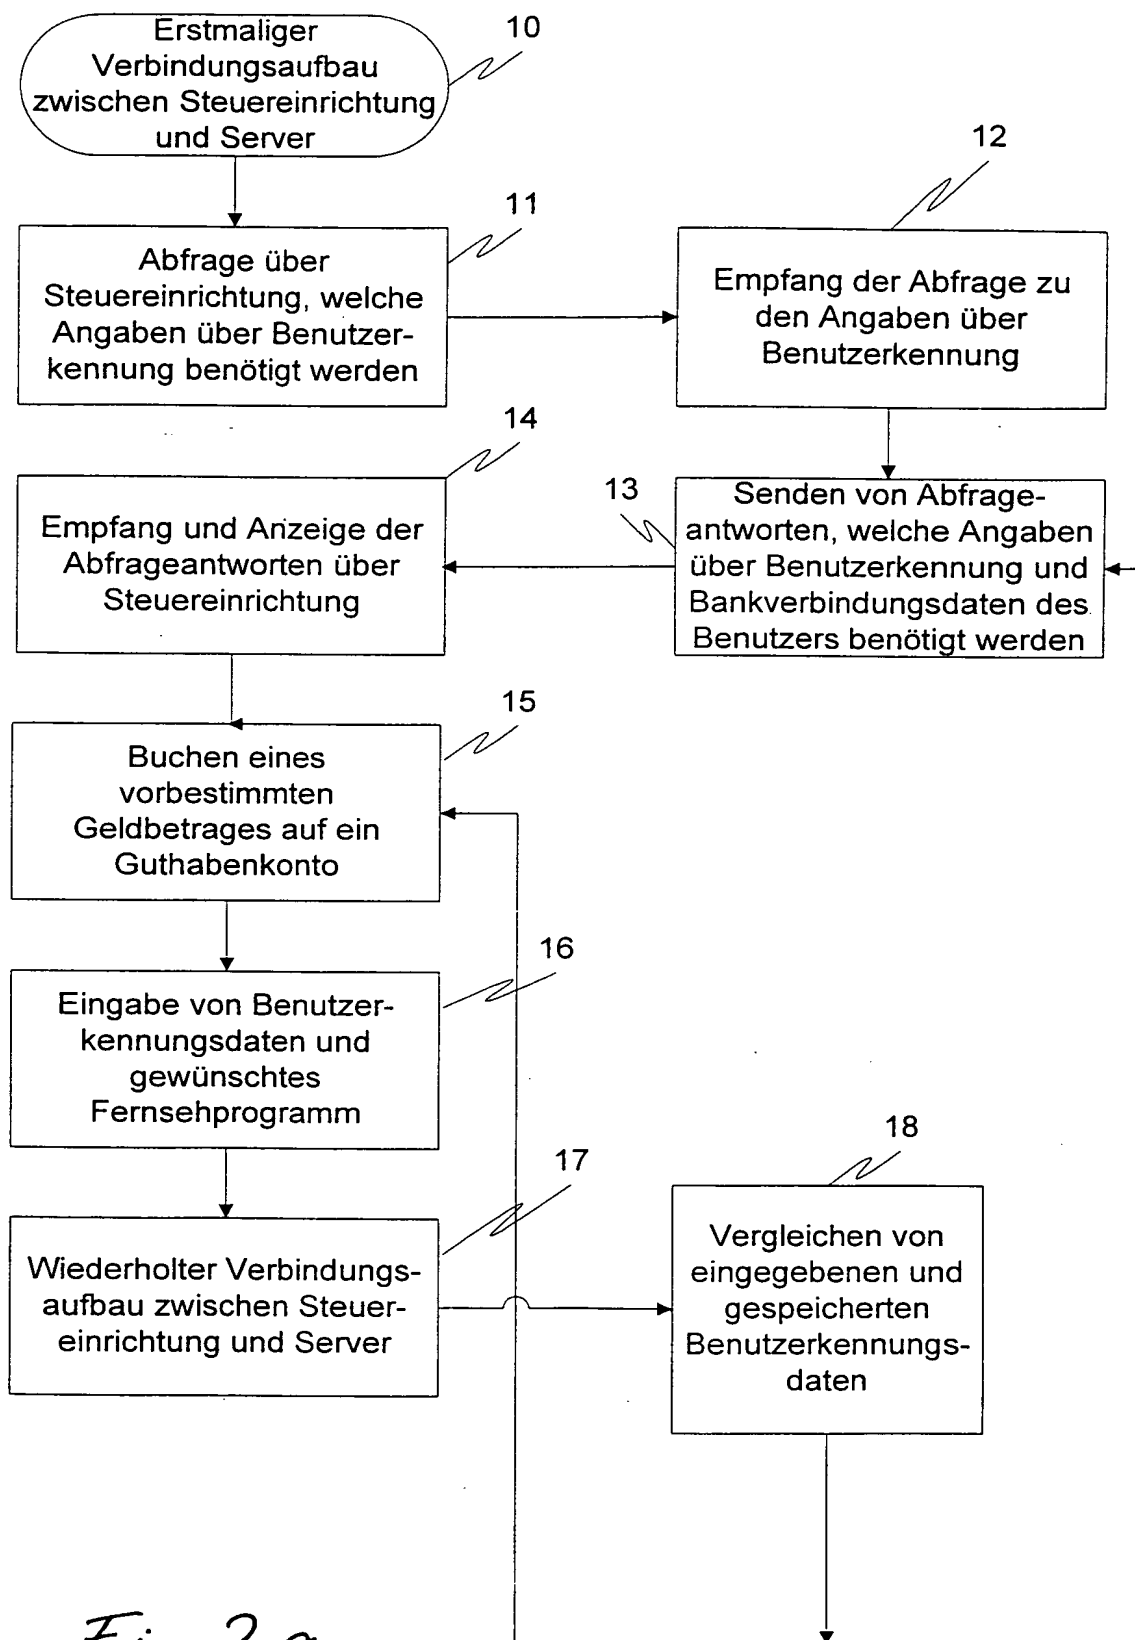 Erstmaliger
Verbindungsaufbau
zwischen Steuereinrichtung
und Server
10
Abfrage über
Steuereinrichtung, welche
Angaben über Benutzer-
kennung benötigt werden
11
Empfang der Abfrage zu
den Angaben über
Benutzerkennung
12
Senden von Abfrage-
antworten, welche Angaben
über Benutzerkennung und
Bankverbindungsdaten des
Benutzers benötigt werden
13
Empfang und Anzeige der
Abfrageantworten über
Steuereinrichtung
14
Buchen eines
vorbestimmten
Geldbetrages auf ein
Guthabenkonto
15
Eingabe von Benutzer-
kennungsdaten und
gewünschtes
Fernsehprogramm
16
Wiederholter Verbindungs-
aufbau zwischen Steuer-
einrichtung und Server
17
Vergleichen von
eingegebenen und
gespeicherten
Benutzerkennungs-
daten
18
Fig. 2a